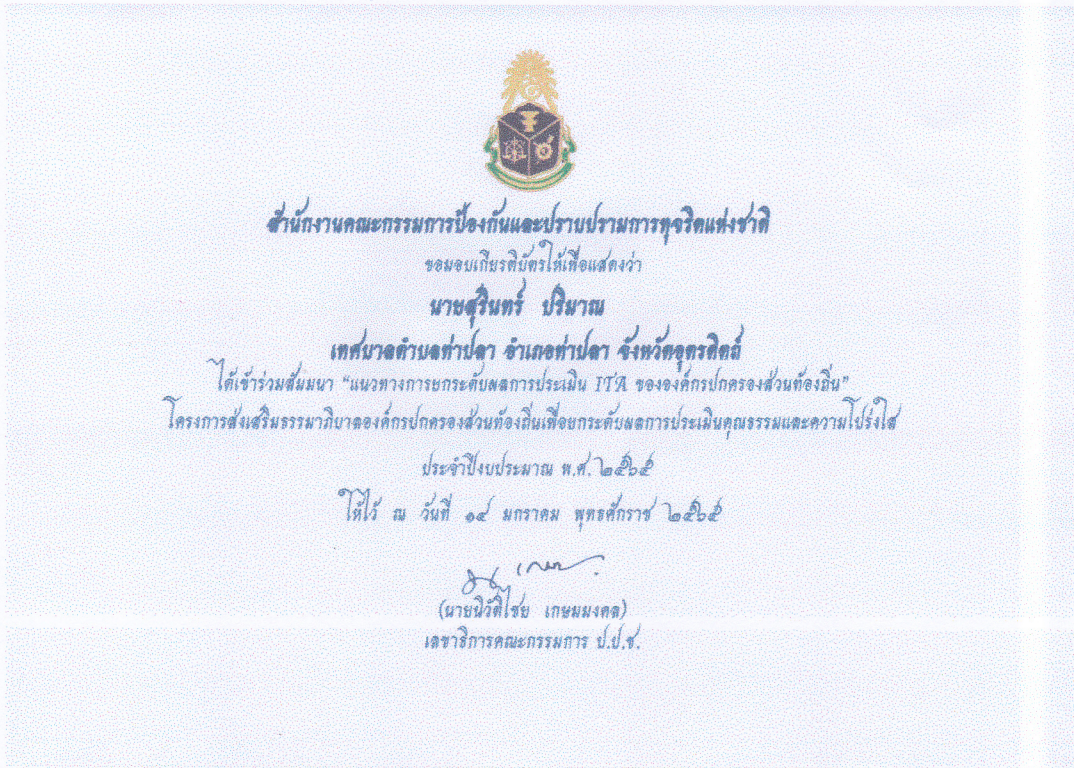 สำนักงานคณะกรรมการป้องกันและปราบปรามการทุจริตแห่งชาติ
ขอมอบเกียรติบัตรให้เพื่อแสดงว่า
นายสุรินทร์ ปริมาณ
เทศบาลตำบลท่าปลา อำเภอท่าปลา จังหวัดอุตรดิตถ์
ได้เข้าร่วมสัมมนา “แนวทางการยกระดับผลการประเมิน ITA ขององค์กรปกครองส่วนท้องถิ่น”
โครงการส่งเสริมธรรมาภิบาลองค์กรปกครองส่วนท้องถิ่นเพื่อยกระดับผลการประเมินคุณธรรมและความโปร่งใส
ประจำปีงบประมาณ พ.ศ. ๒๕๖๕
ให้ไว้ ณ วันที่ ๑๔ มกราคม พุทธศักราช ๒๕๖๕
(นายนิวัติไชย เกษมมงคล)
เลขาธิการคณะกรรมการ ป.ป.ช.